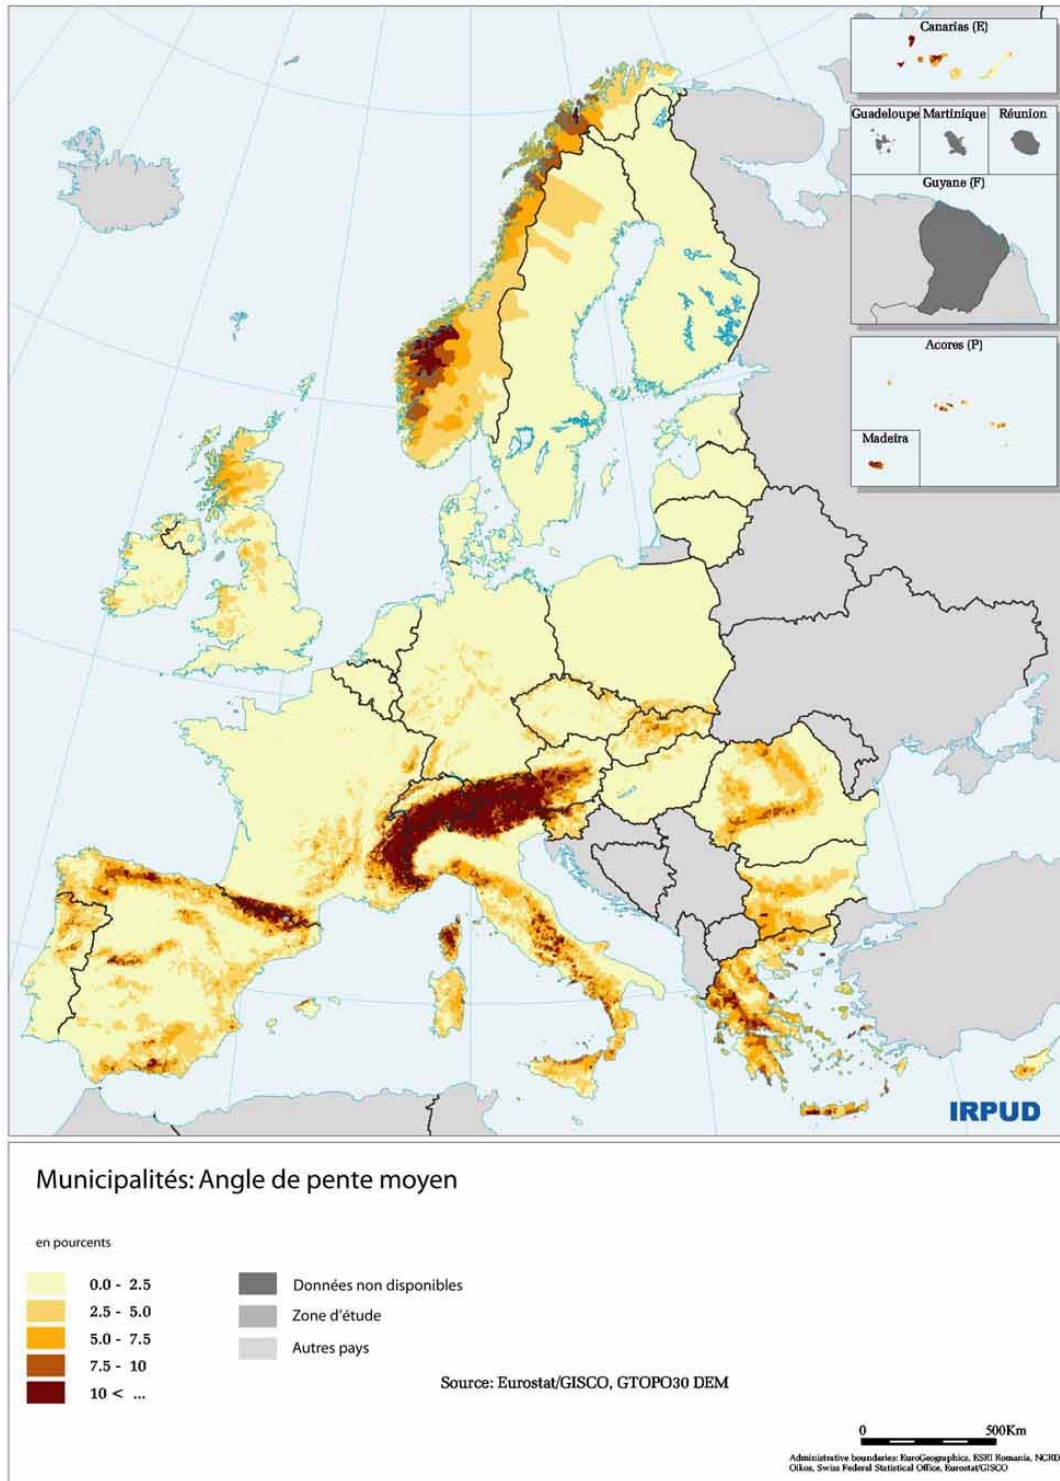 Canarias (E)
Guadeloupe
Martinique
Réunion
Guyane (F)
Acores (P)
Madeira
IRPUD
Municipalités: Angle de pente moyen
en pourcents
0.0 - 2.5
2.5 - 5.0
5.0 - 7.5
7.5 - 10
10 < ...
Données non disponibles
Zone d'étude
Autres pays
Source: Eurostat/GISCO, GTOPO30 DEM
0 500Km
Administrative boundaries: EuroGeographics, ESRI Romania, NCRD
Oikos, Swiss Federal Statistical Office, Eurostat/GISCO